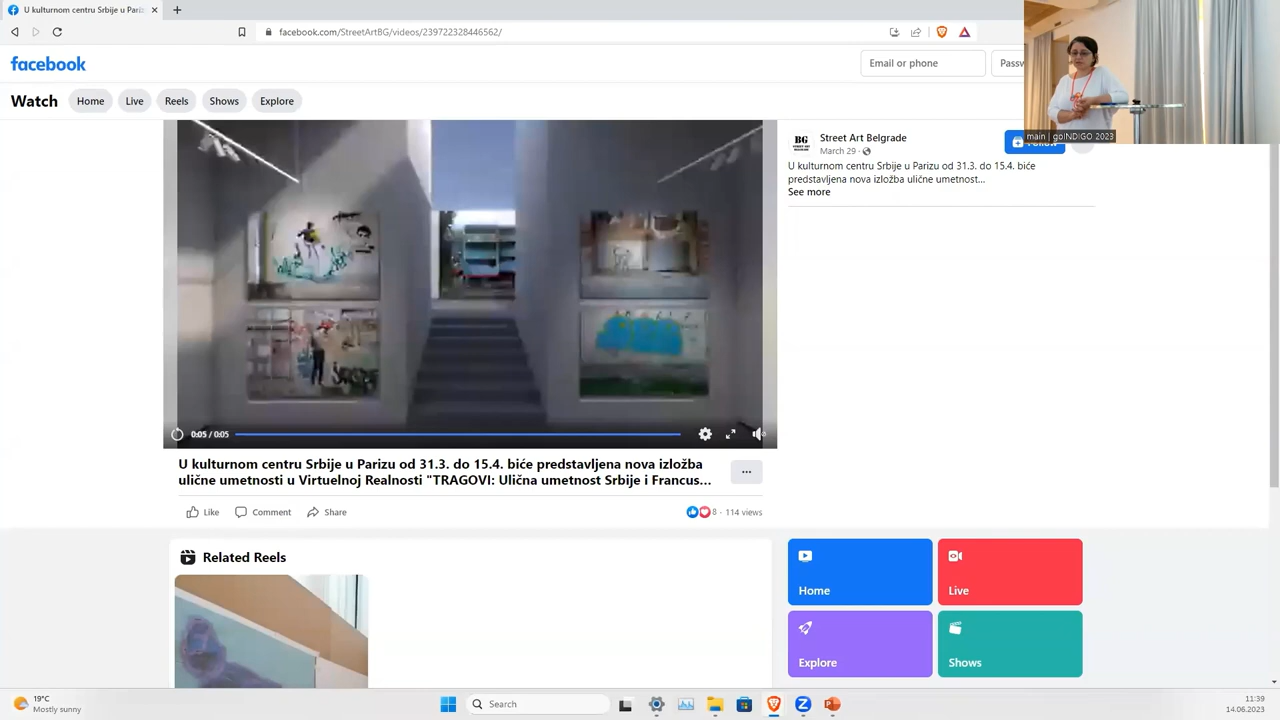 U kulturnom centru Srbije u Pariz
facebook.com/StreetArtBG/videos/239722328446562/
facebook
Email or phone
Watch
Home
Live
Reels
Shows
Explore
main | goINDIGO 2023
BG
Street Art Belgrade
March 29
U kulturnom centru Srbije u Parizu od 31.3. do 15.4. biće
predstavljena nova izložba ulične umetnost...
See more
0:05 / 0:05
U kulturnom centru Srbije u Parizu od 31.3. do 15.4. biće predstavljena nova izložba
ulične umetnosti u Virtuelnoj Realnosti "TRAGOVI: Ulična umetnost Srbije i Francus...
Like
Comment
Share
8 · 114 views
Related Reels
Home
Live
Explore
Shows
19°C
Mostly sunny
Search
11:39
14.06.2023